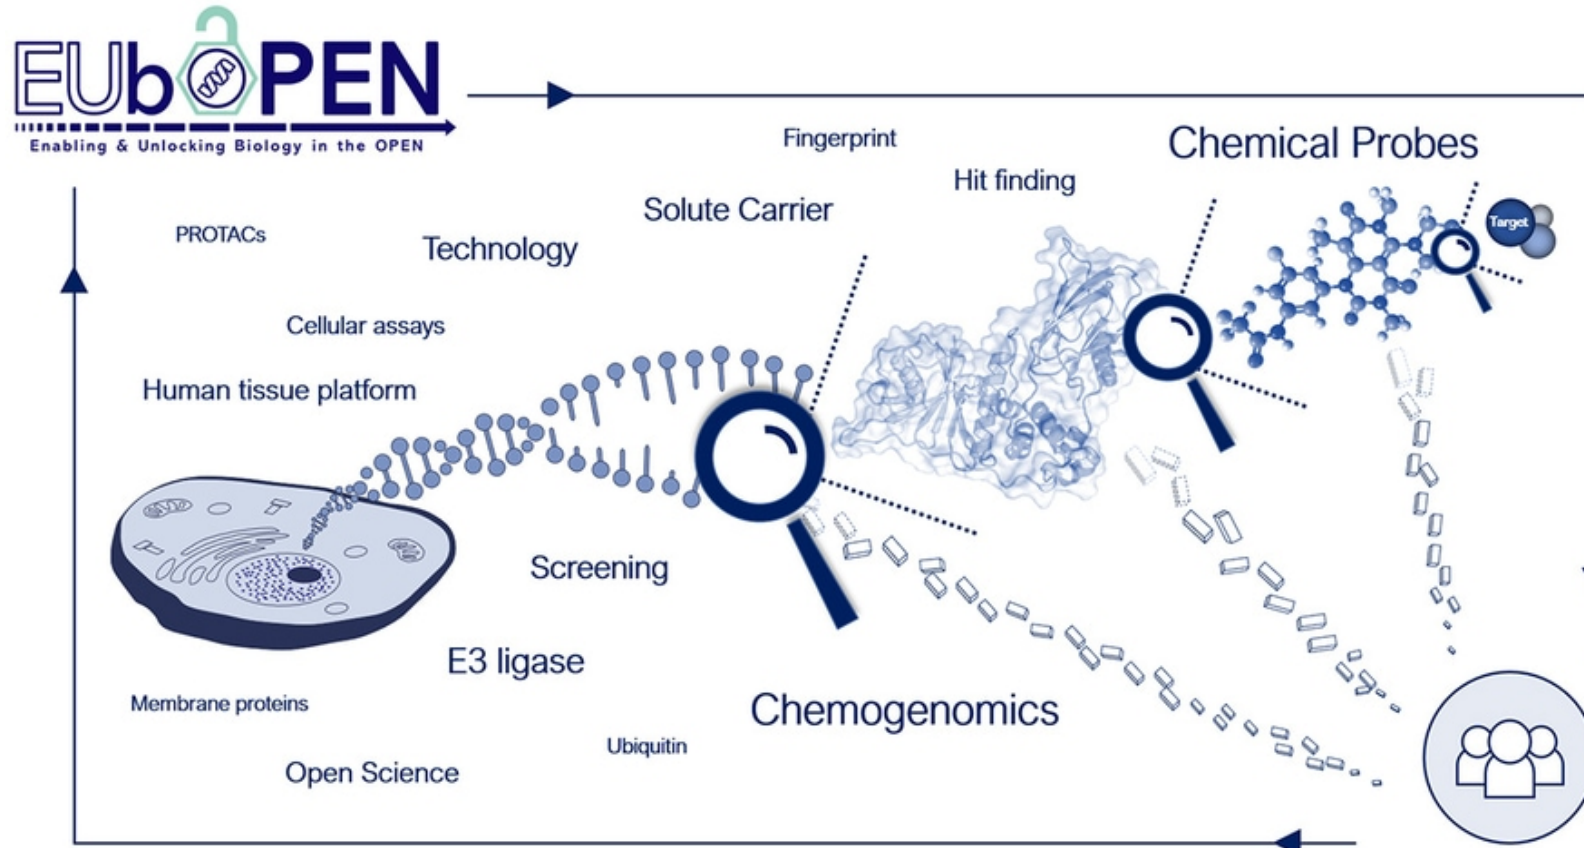 EUbOPEN
Enabling & Unlocking Biology in the OPEN
Fingerprint
Chemical Probes
Hit finding
Solute Carrier
Target
PROTACs
Technology
Cellular assays
Human tissue platform
Screening
E3 ligase
Membrane proteins
Chemogenomics
Ubiquitin
Open Science